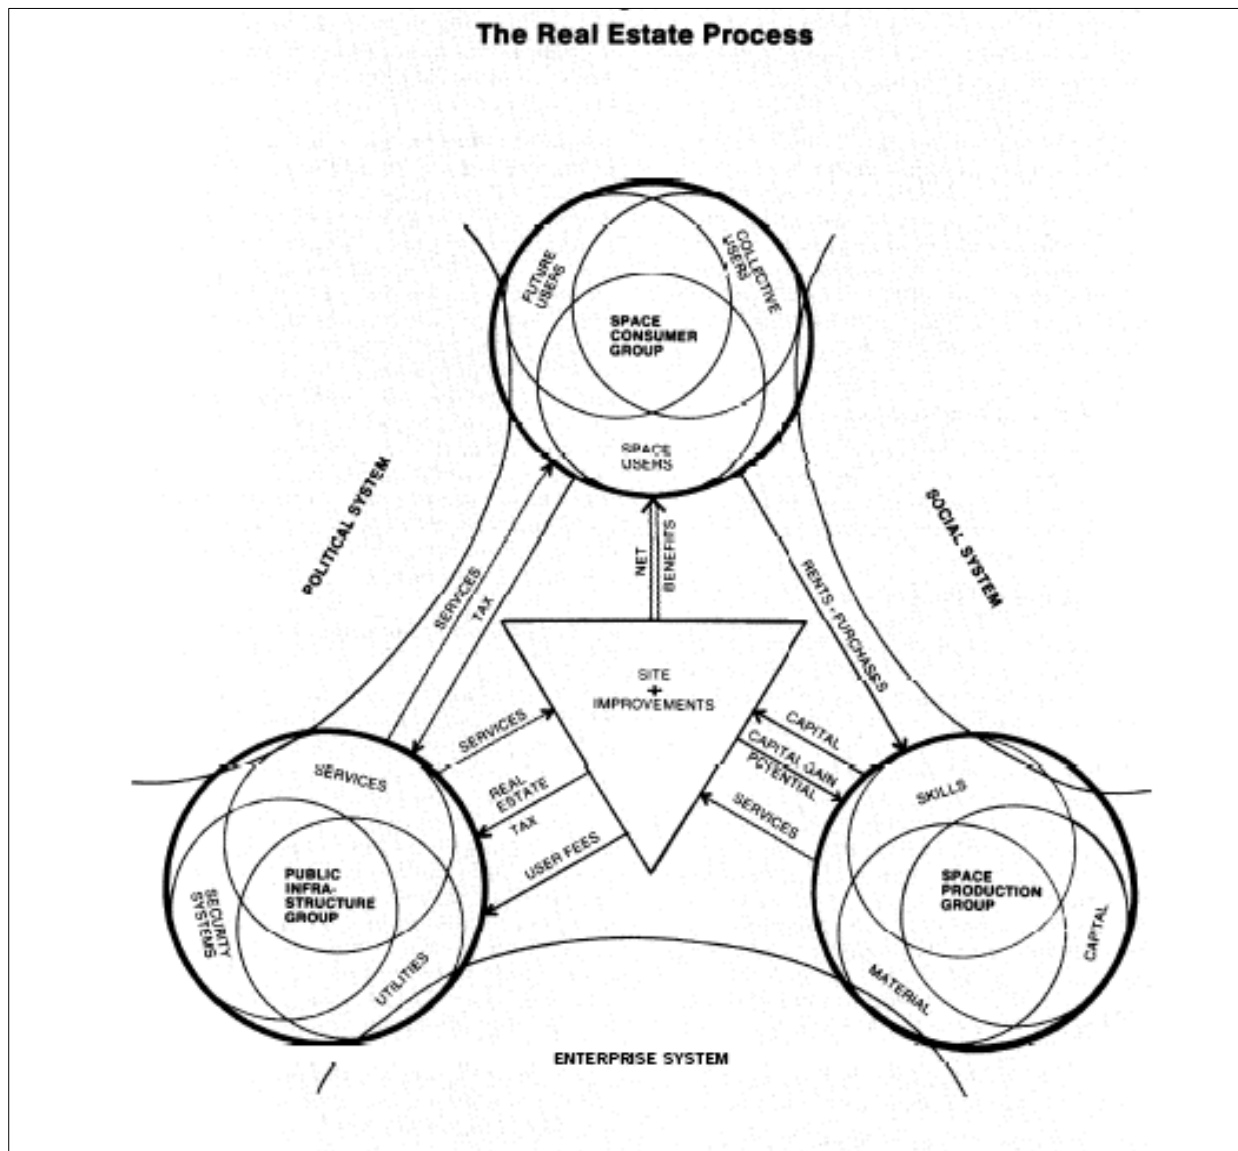 The Real Estate Process
FUTURE
USERS
COLLECTIVE
USERS
SPACE
CONSUMER
GROUP
SPACE
USERS
POLITICAL SYSTEM
SOCIAL SYSTEM
SERVICES
TAX
NET
BENEFITS
RENTS - PURCHASES
SITE
+
IMPROVEMENTS
SERVICES
REAL
ESTATE
TAX
USER FEES
CAPITAL
CAPITAL GAIN
POTENTIAL
SERVICES
SERVICES
PUBLIC
INFRA-
STRUCTURE
GROUP
SECURITY
SYSTEMS
UTILITIES
SKILLS
SPACE
PRODUCTION
GROUP
CAPTAL
MATERIAL
ENTERPRISE SYSTEM